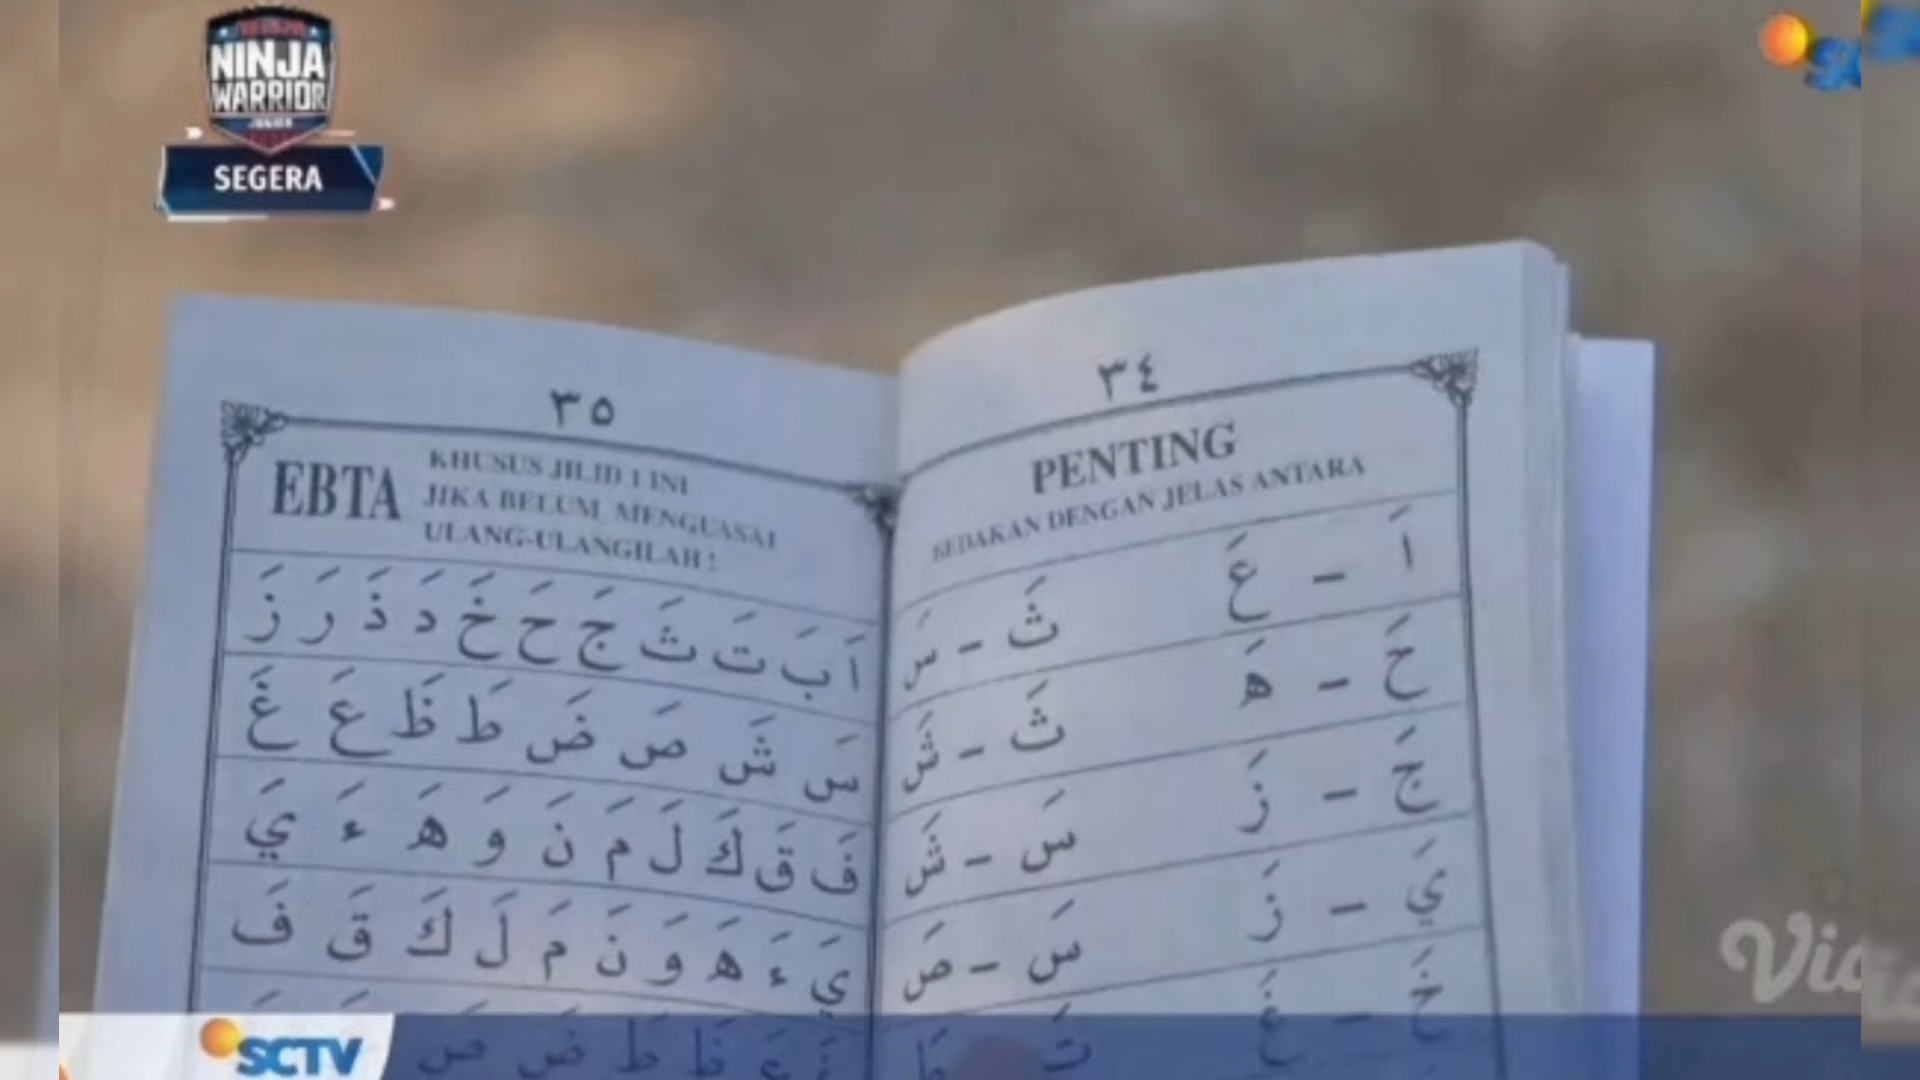 NINJA
WARRIOR
SEGERA
٣٤
PENTING
BEDAKAN DENGAN JELAS ANTARA
اَ - عَ ثَ - سَ
حَ - هَ ثَ - شَ
جَ - زَ سَ - شَ
يَ - زَ سَ - صَ
خَ - غَ تَ - طَ
٣٥
EBTA
KHUSUS JILID 1 INI
JIKA BELUM MENGUASAI
ULANG-ULANGILAH !
اَ بَ تَ ثَ جَ حَ خَ دَ ذَ رَ زَ
سَ شَ صَ ضَ طَ ظَ عَ غَ
فَ قَ كَ لَ مَ نَ وَ هَ ءَ يَ
يَ ءَ هَ وَ نَ مَ لَ كَ قَ فَ
غَ عَ ظَ طَ ضَ صَ
SCTV